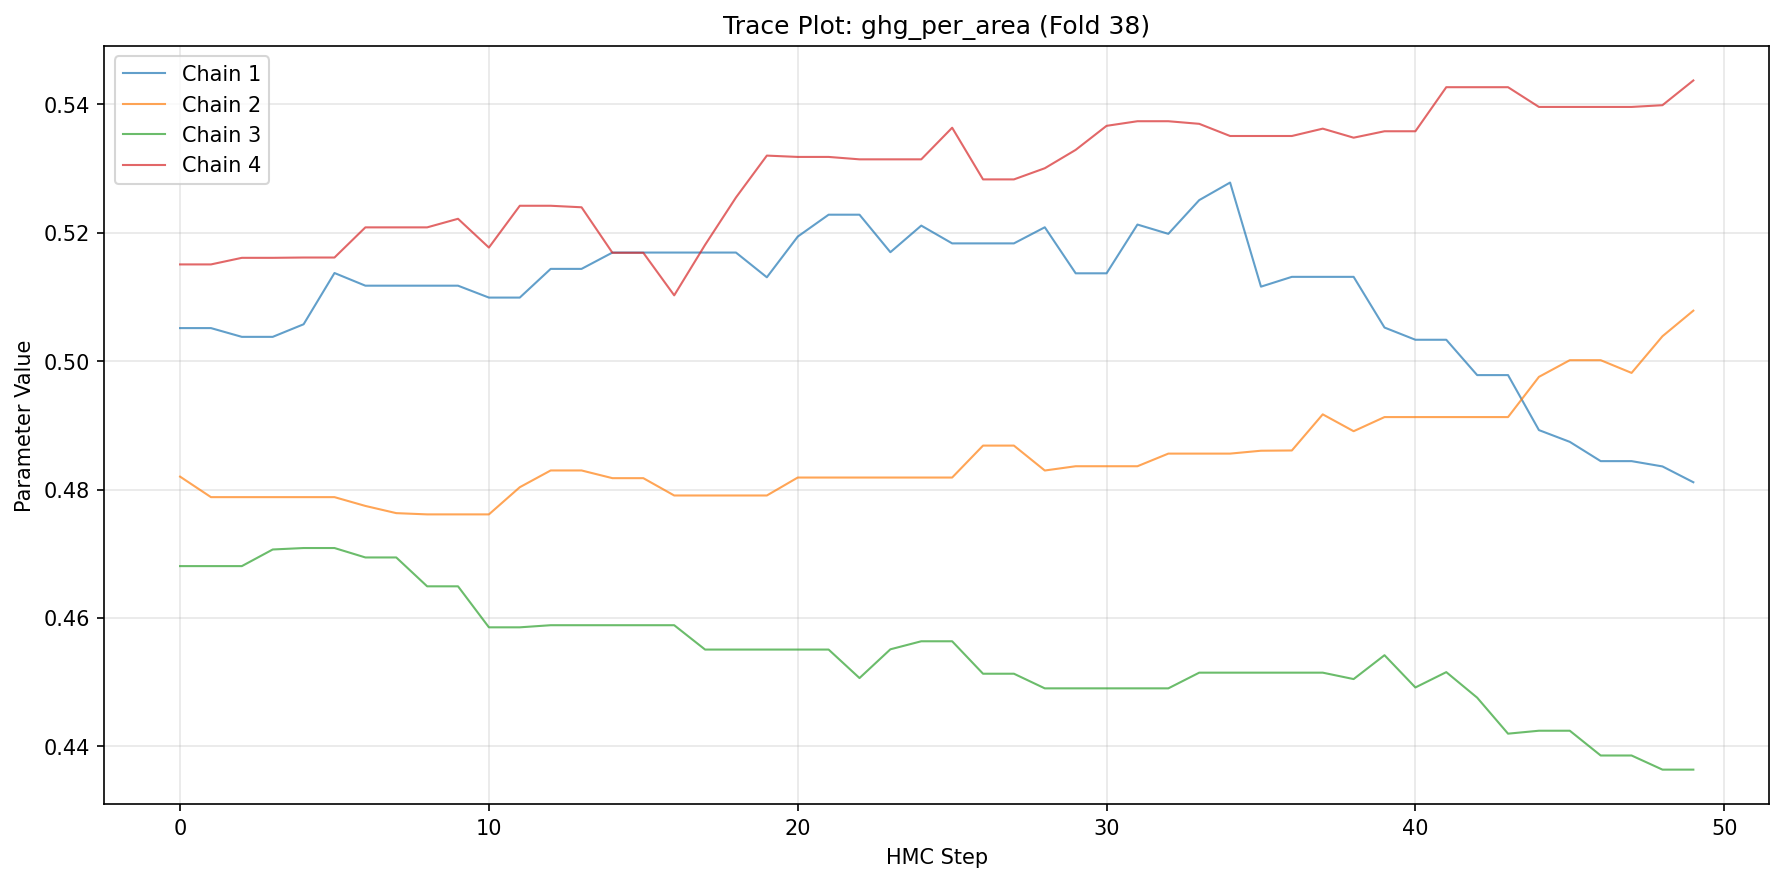 Trace Plot: ghg_per_area (Fold 38)
Chain 1
Chain 2
Chain 3
Chain 4
Parameter Value
0.54
0.52
0.50
0.48
0.46
0.44
0 10 20 30 40 50
HMC Step